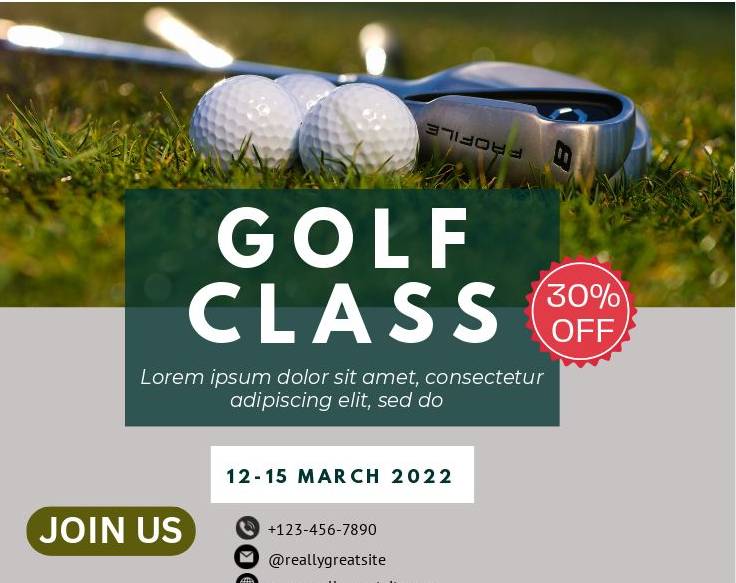 PROFILE
8
GOLF
CLASS
30%
OFF
Lorem ipsum dolor sit amet, consectetur
adipiscing elit, sed do
12-15 MARCH 2022
JOIN US
+123-456-7890
@reallygreatsite